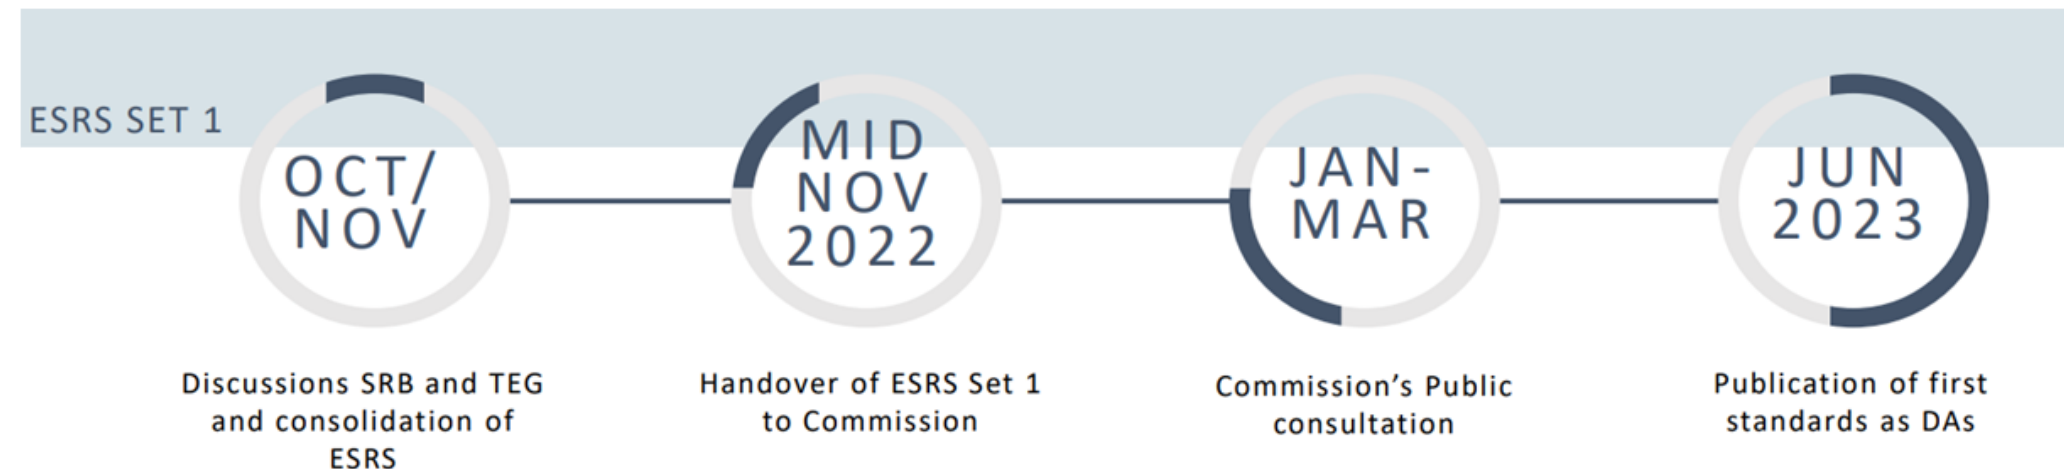 ESRS SET 1
OCT/
NOV
MID
NOV
2022
JAN-
MAR
JUN
2023
Discussions SRB and TEG
and consolidation of
ESRS
Handover of ESRS Set 1
to Commission
Commission’s Public
consultation
Publication of first
standards as DAs